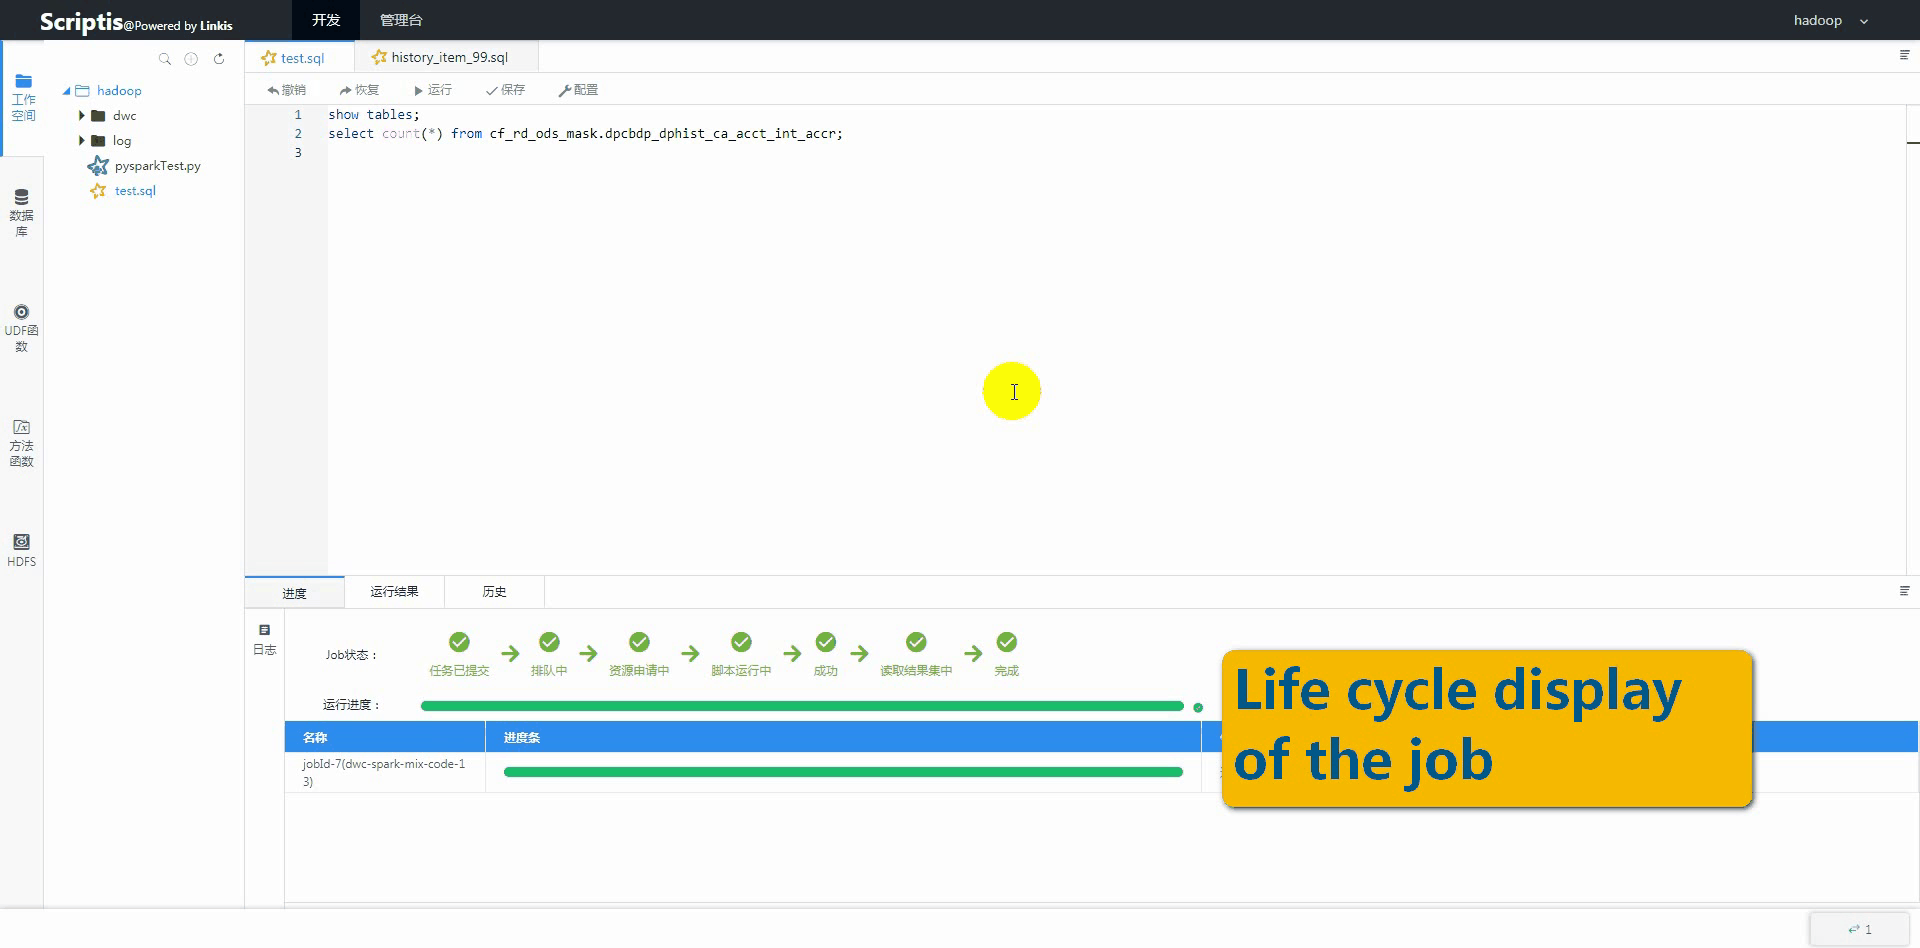 Scriptis@Powered by Linkis
开发
管理台
hadoop
工作
空间
数据
库
UDF函
数
方法
函数
HDFS
hadoop
dwc
log
pysparkTest.py
test.sql
test.sql
history_item_99.sql
撤销
恢复
运行
保存
配置
1 show tables;
2 select count(*) from cf_rd_ods_mask.dpcbdp_dphist_ca_acct_int_accr;
3
进度
运行结果
历史
日志
Job状态：
任务已提交
排队中
资源申请中
脚本运行中
成功
读取结果集中
完成
运行进度：
名称
进度条
jobId-7(dwc-spark-mix-code-1
3)
Life cycle display
of the job
1